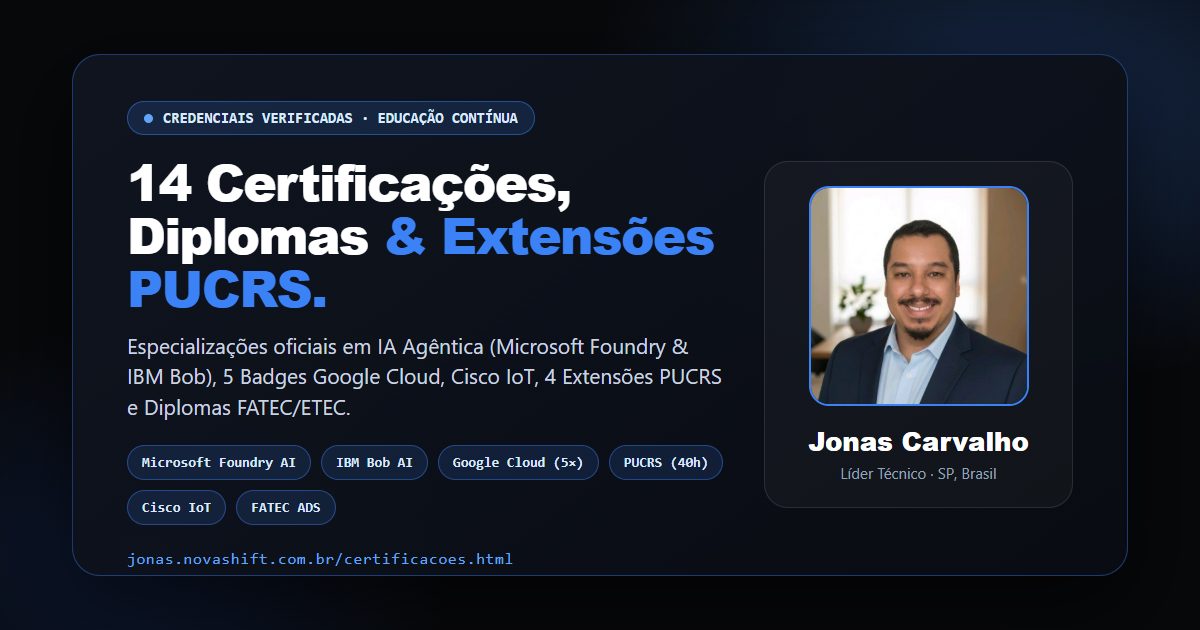 CREDENCIAIS VERIFICADAS · EDUCAÇÃO CONTÍNUA
14 Certificações,
Diplomas & Extensões
PUCRS.
Especializações oficiais em IA Agêntica (Microsoft Foundry &
IBM Bob), 5 Badges Google Cloud, Cisco IoT, 4 Extensões PUCRS
e Diplomas FATEC/ETEC.
Microsoft Foundry AI IBM Bob AI Google Cloud (5×) PUCRS (40h)
Cisco IoT FATEC ADS
jonas.novashift.com.br/certificacoes.html
Jonas Carvalho
Líder Técnico · SP, Brasil